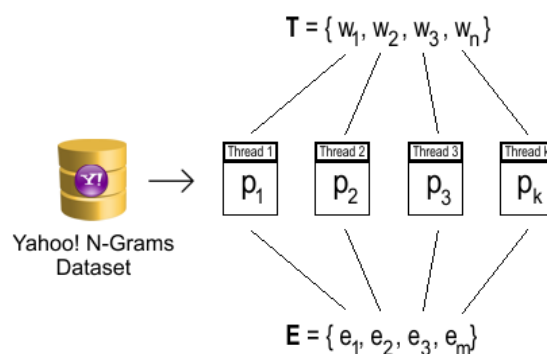 T = { w1, w2, w3, wn}
Thread 1 Thread 2 Thread 3 Thread k
p1 p2 p3 pk
Y!
Yahoo! N-Grams
Dataset
E = { e1, e2, e3, em}